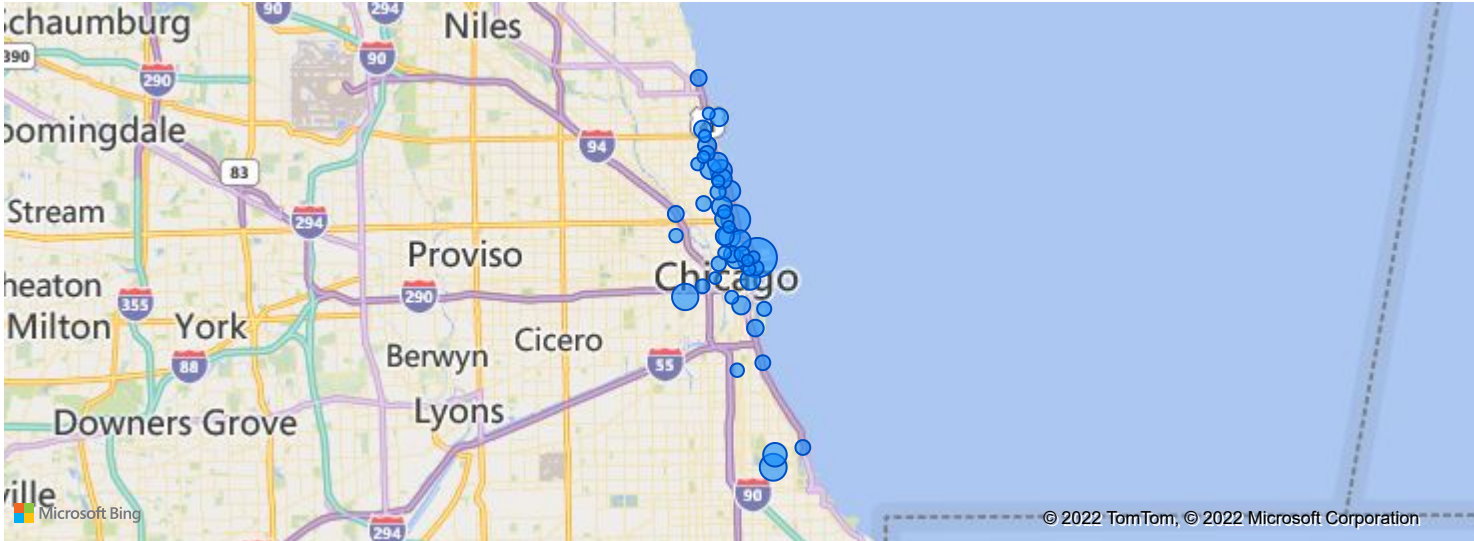 chaumburg
90
294
Niles
390
90
290
oomingdale
94
83
Stream
294
Proviso
heaton
Chicago
290
355
Milton
York
Cicero
Berwyn
88
55
Downers Grove
Lyons
ville
90
Microsoft Bing
294
© 2022 TomTom, © 2022 Microsoft Corporation